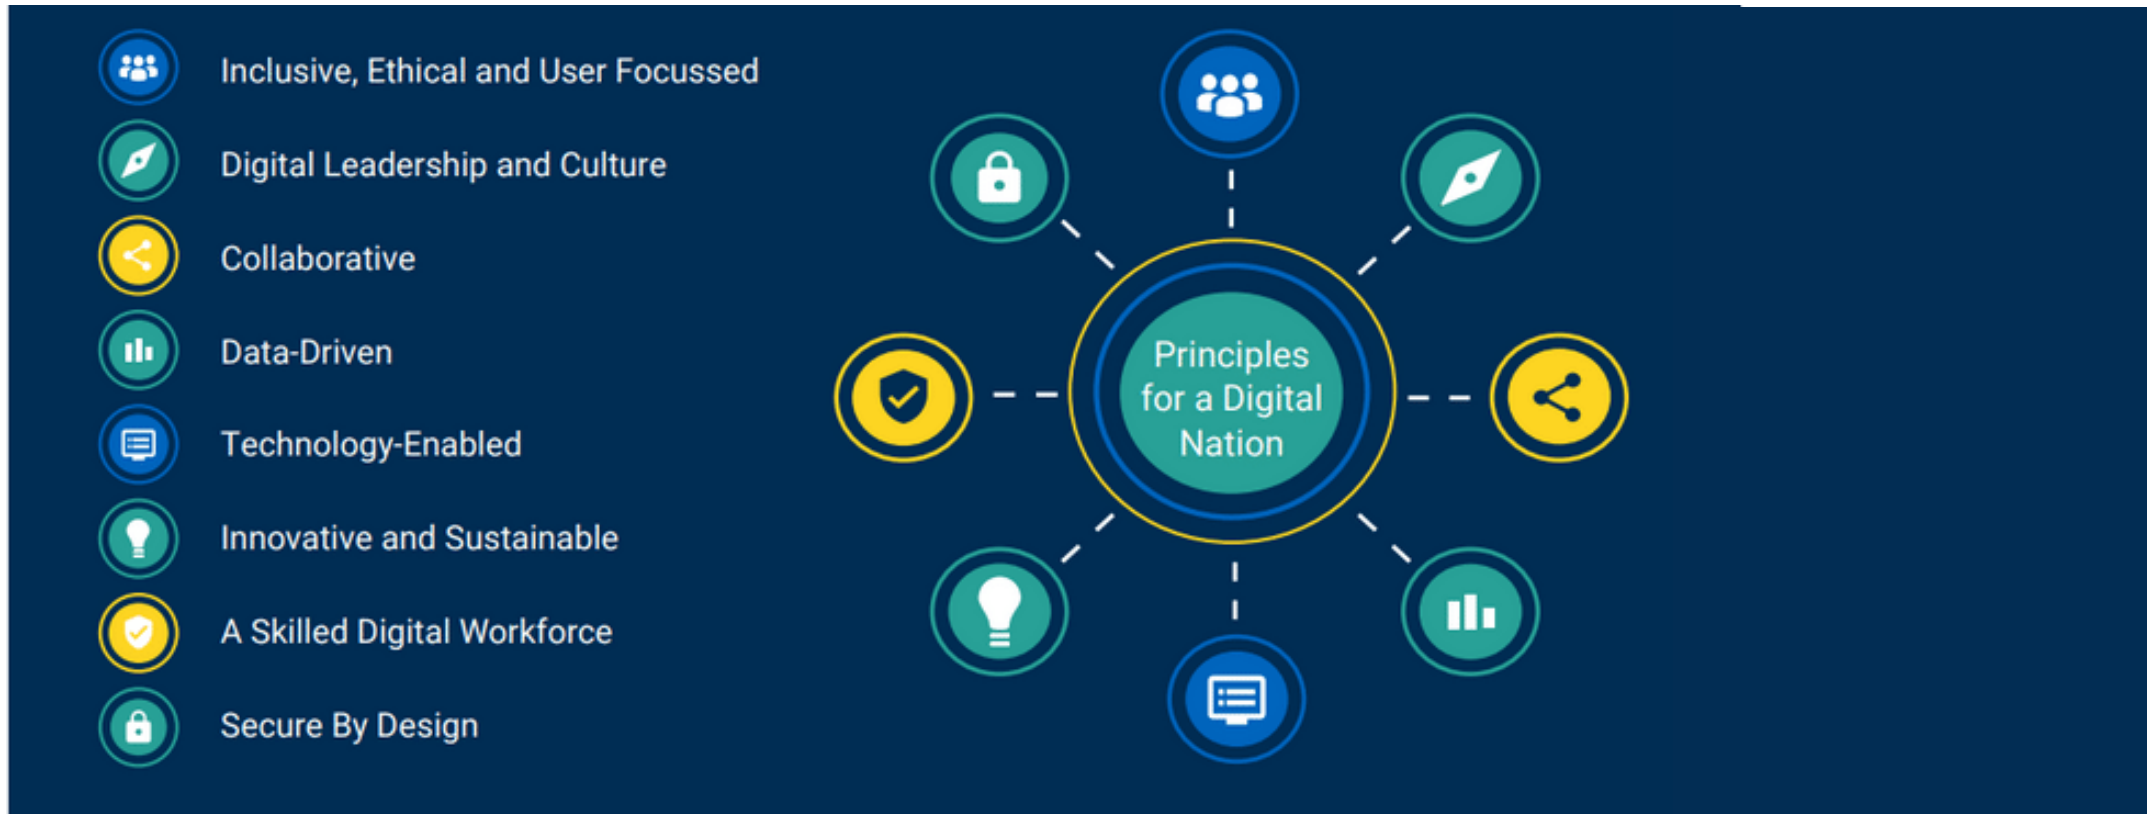 Inclusive, Ethical and User Focussed
Digital Leadership and Culture
Collaborative
Data-Driven
Technology-Enabled
Innovative and Sustainable
A Skilled Digital Workforce
Secure By Design
Principles
for a Digital
Nation